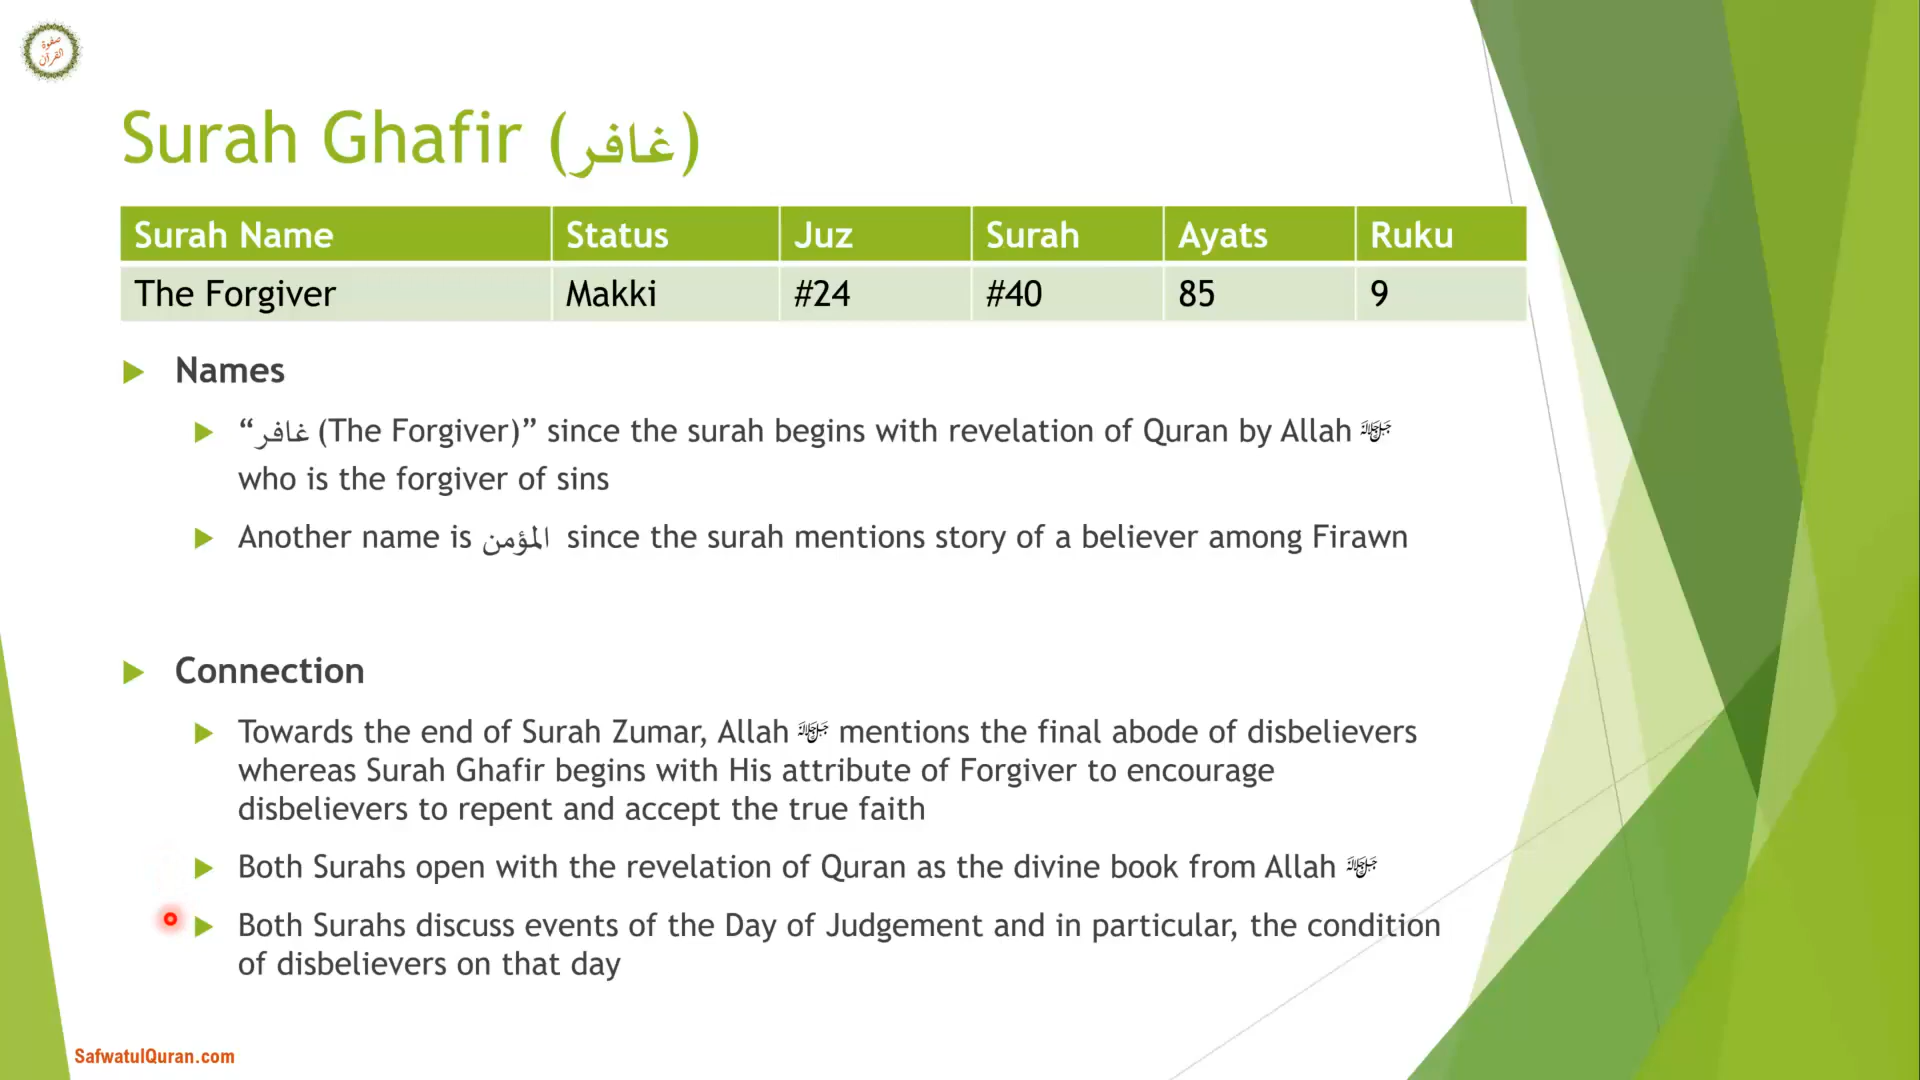 صفوة
القرآن
Surah Ghafir (غافر)
Surah Name Status Juz Surah Ayats Ruku
The Forgiver Makki #24 #40 85 9
Names
“غافر (The Forgiver)” since the surah begins with revelation of Quran by Allah ﷻ
who is the forgiver of sins
Another name is المؤمن since the surah mentions story of a believer among Firawn
Connection
Towards the end of Surah Zumar, Allah ﷻ mentions the final abode of disbelievers
whereas Surah Ghafir begins with His attribute of Forgiver to encourage
disbelievers to repent and accept the true faith
Both Surahs open with the revelation of Quran as the divine book from Allah ﷻ
Both Surahs discuss events of the Day of Judgement and in particular, the condition
of disbelievers on that day
SafwatulQuran.com